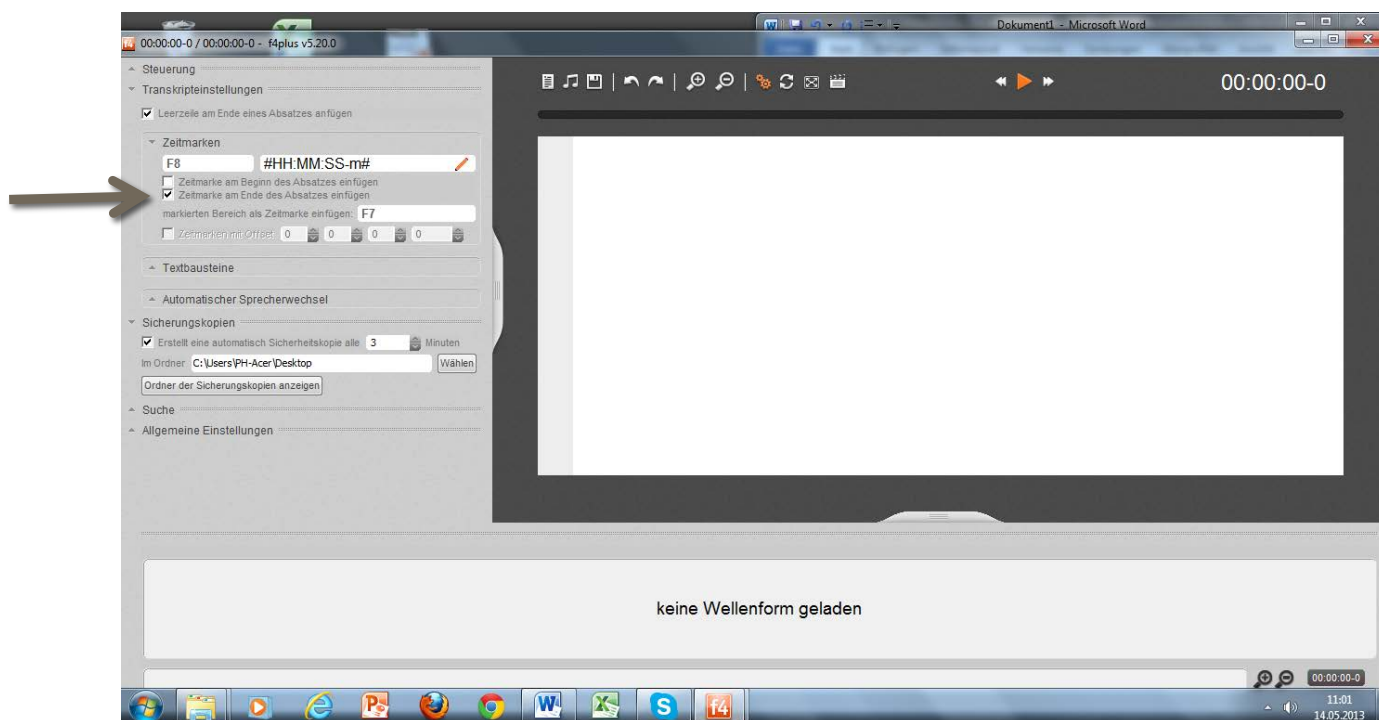 Dokument1 - Microsoft Word
f4 00:00:00-0 / 00:00:00-0 - f4plus v5.20.0
Steuerung
Transkripteinstellungen
Leerzeile am Ende eines Absatzes anfügen
00:00:00-0
Zeitmarken
F8 #HH:MM:SS-m#
Zeitmarke am Beginn des Absatzes einfügen
Zeitmarke am Ende des Absatzes einfügen
markierten Bereich als Zeitmarke einfügen: F7
Zeitmarken mit Offset 0 0 0 0
Textbausteine
Automatischer Sprecherwechsel
Sicherungskopien
Erstellt eine automatisch Sicherheitskopie alle 3 Minuten
Im Ordner C:\Users\PH-Acer\Desktop Wählen
Ordner der Sicherungskopien anzeigen
Suche
Allgemeine Einstellungen
keine Wellenform geladen
00:00:00-0
f4
11:01
14.05.2013